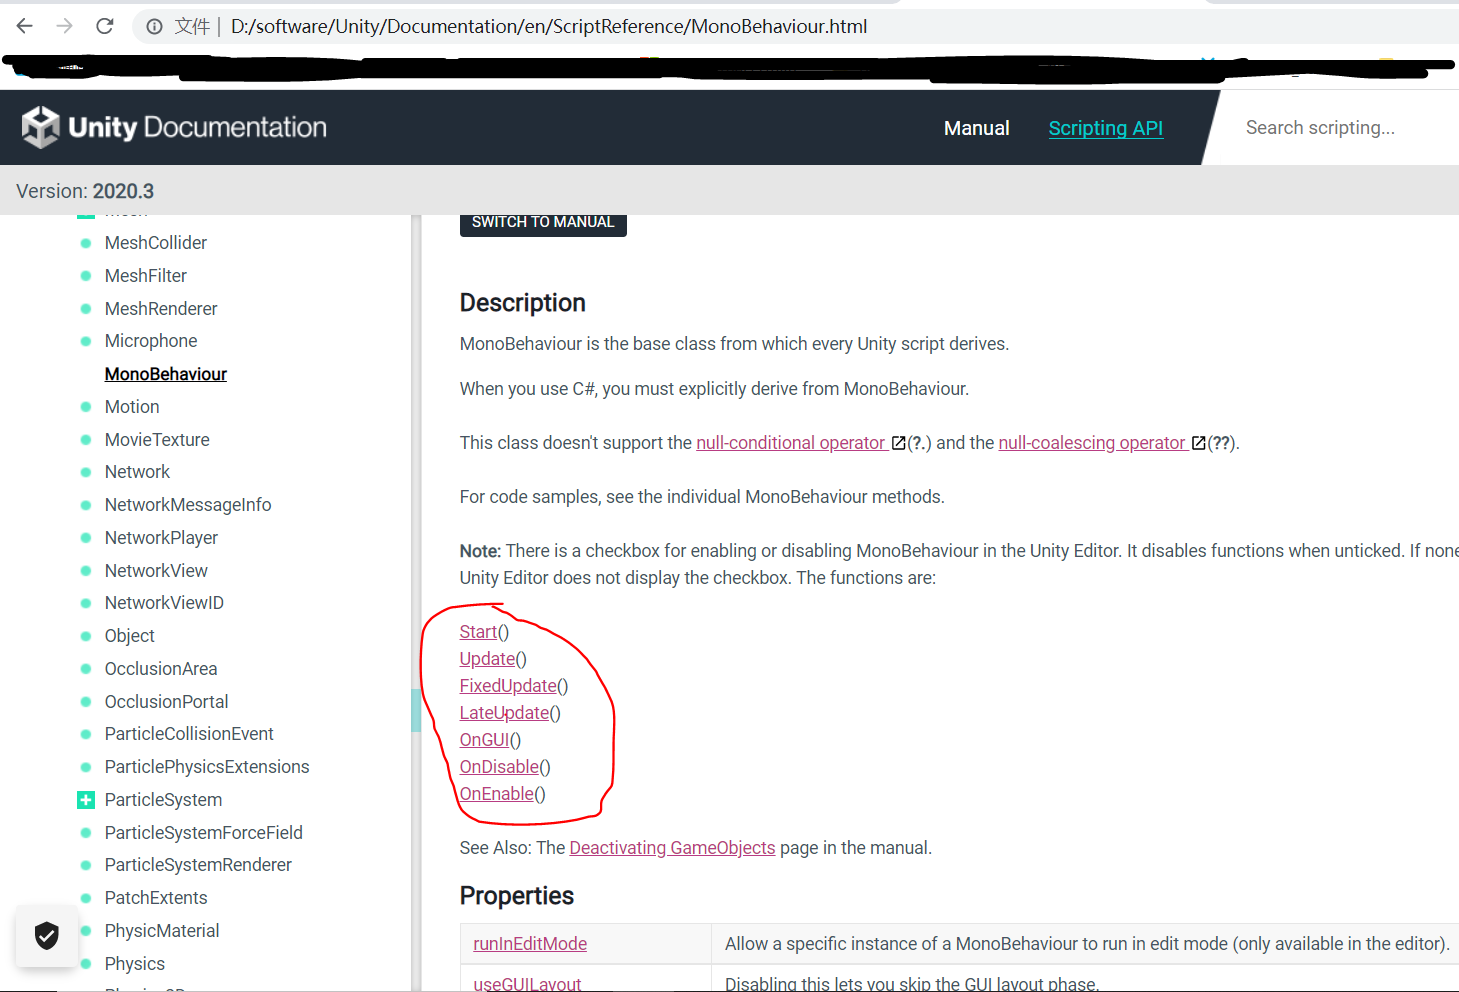 文件 | D:/software/Unity/Documentation/en/ScriptReference/MonoBehaviour.html
Unity Documentation
Manual
Scripting API
Search scripting...
Version: 2020.3
MeshCollider
MeshFilter
MeshRenderer
Microphone
MonoBehaviour
Motion
MovieTexture
Network
NetworkMessageInfo
NetworkPlayer
NetworkView
NetworkViewID
Object
OcclusionArea
OcclusionPortal
ParticleCollisionEvent
ParticlePhysicsExtensions
ParticleSystem
ParticleSystemForceField
ParticleSystemRenderer
PatchExtents
PhysicMaterial
Physics
SWITCH TO MANUAL
Description
MonoBehaviour is the base class from which every Unity script derives.
When you use C#, you must explicitly derive from MonoBehaviour.
This class doesn't support the null-conditional operator (?.) and the null-coalescing operator (??).
For code samples, see the individual MonoBehaviour methods.
Note: There is a checkbox for enabling or disabling MonoBehaviour in the Unity Editor. It disables functions when unticked. If none
Unity Editor does not display the checkbox. The functions are:
Start()
Update()
FixedUpdate()
LateUpdate()
OnGUI()
OnDisable()
OnEnable()
See Also: The Deactivating GameObjects page in the manual.
Properties
runInEditMode
Allow a specific instance of a MonoBehaviour to run in edit mode (only available in the editor).
useGUILayout
Disabling this lets you skip the GUI layout phase.